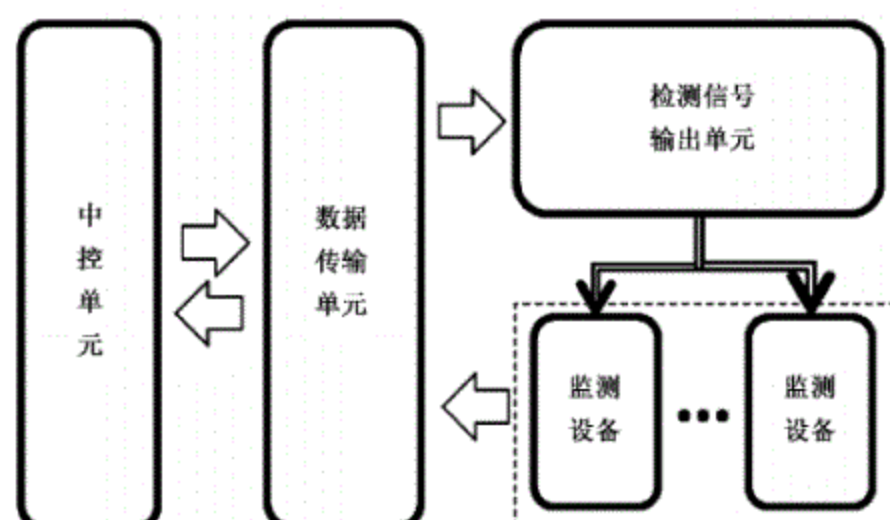 中
控
单
元
数据
传输
单元
检测信号
输出单元
监测
设备
监测
设备